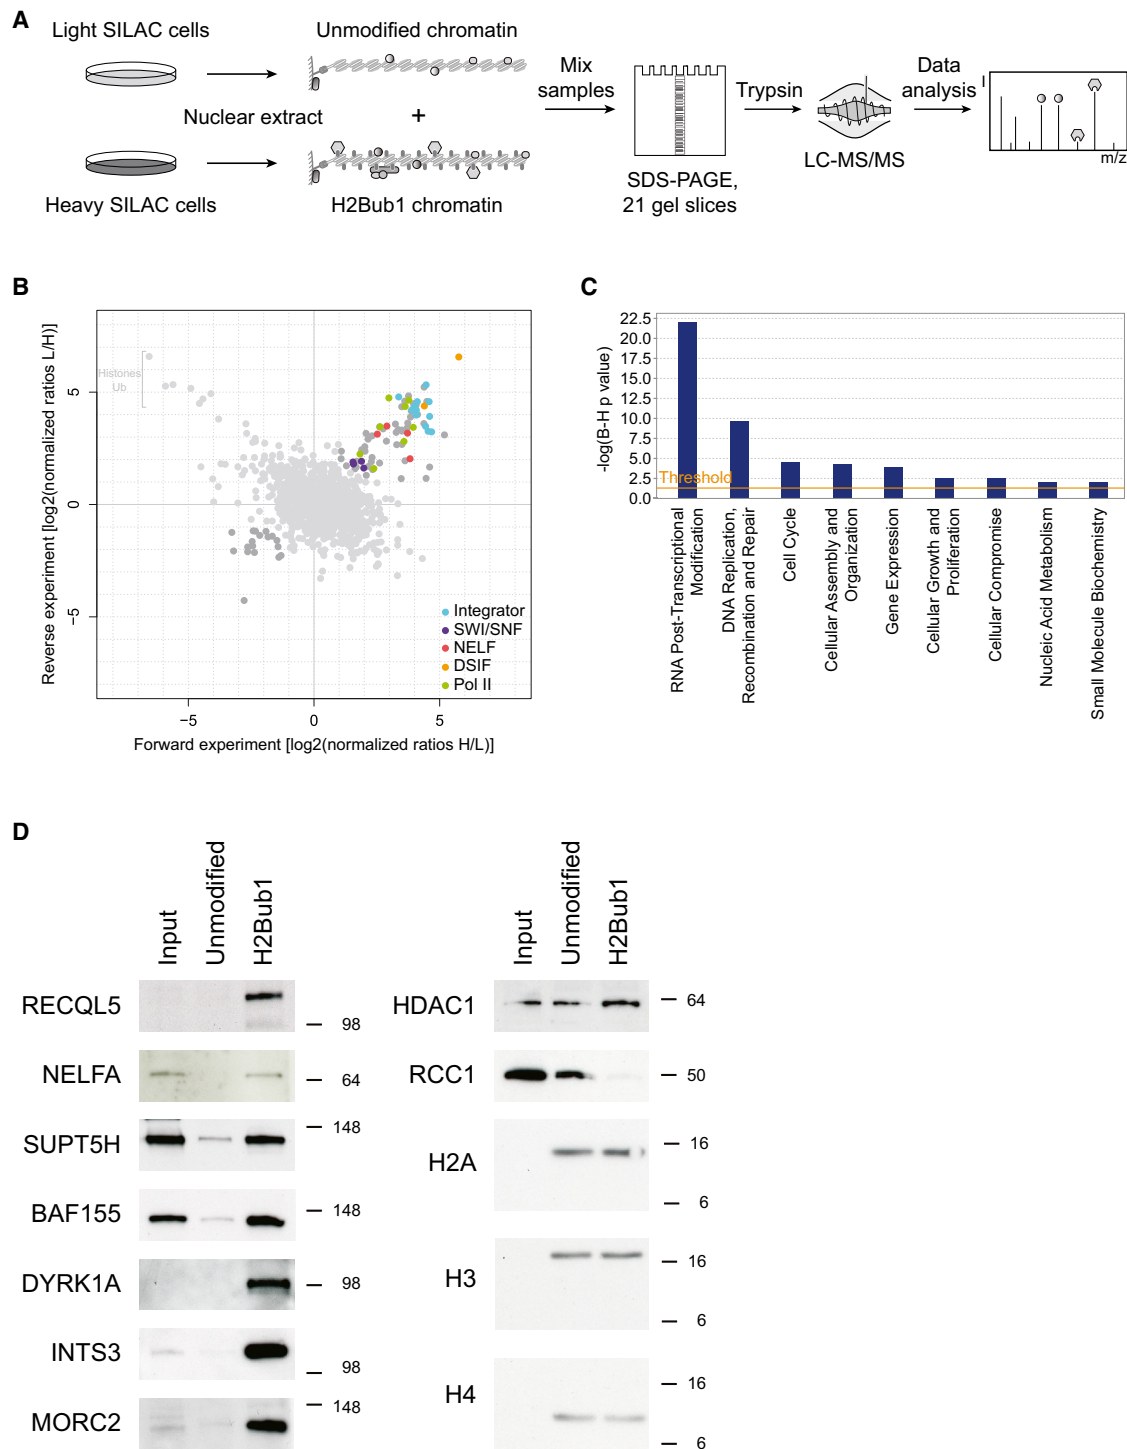 A
Light SILAC cells
Unmodified chromatin
Nuclear extract
+
Heavy SILAC cells
H2Bub1 chromatin
Mix
samples
SDS-PAGE,
21 gel slices
Trypsin
LC-MS/MS
Data
analysis
I
m/z
B
Reverse experiment [log2(normalized ratios L/H)]
5
0
−5
Histones
Ub
Integrator
SWI/SNF
NELF
DSIF
Pol II
−5
0
5
Forward experiment [log2(normalized ratios H/L)]
C
-log(B-H p value)
22.5
20.0
17.5
15.0
12.5
10.0
7.5
5.0
2.5
0.0
Threshold
RNA Post-Transcriptional
Modification
DNA Replication,
Recombination and Repair
Cell Cycle
Cellular Assembly and
Organization
Gene Expression
Cellular Growth and
Proliferation
Cellular Compromise
Nucleic Acid Metabolism
Small Molecule Biochemistry
D
Input
Unmodified
H2Bub1
RECQL5
98
NELFA
64
SUPT5H
148
BAF155
148
DYRK1A
98
INTS3
98
MORC2
148
Input
Unmodified
H2Bub1
HDAC1
64
RCC1
50
H2A
16
6
H3
16
6
H4
16
6